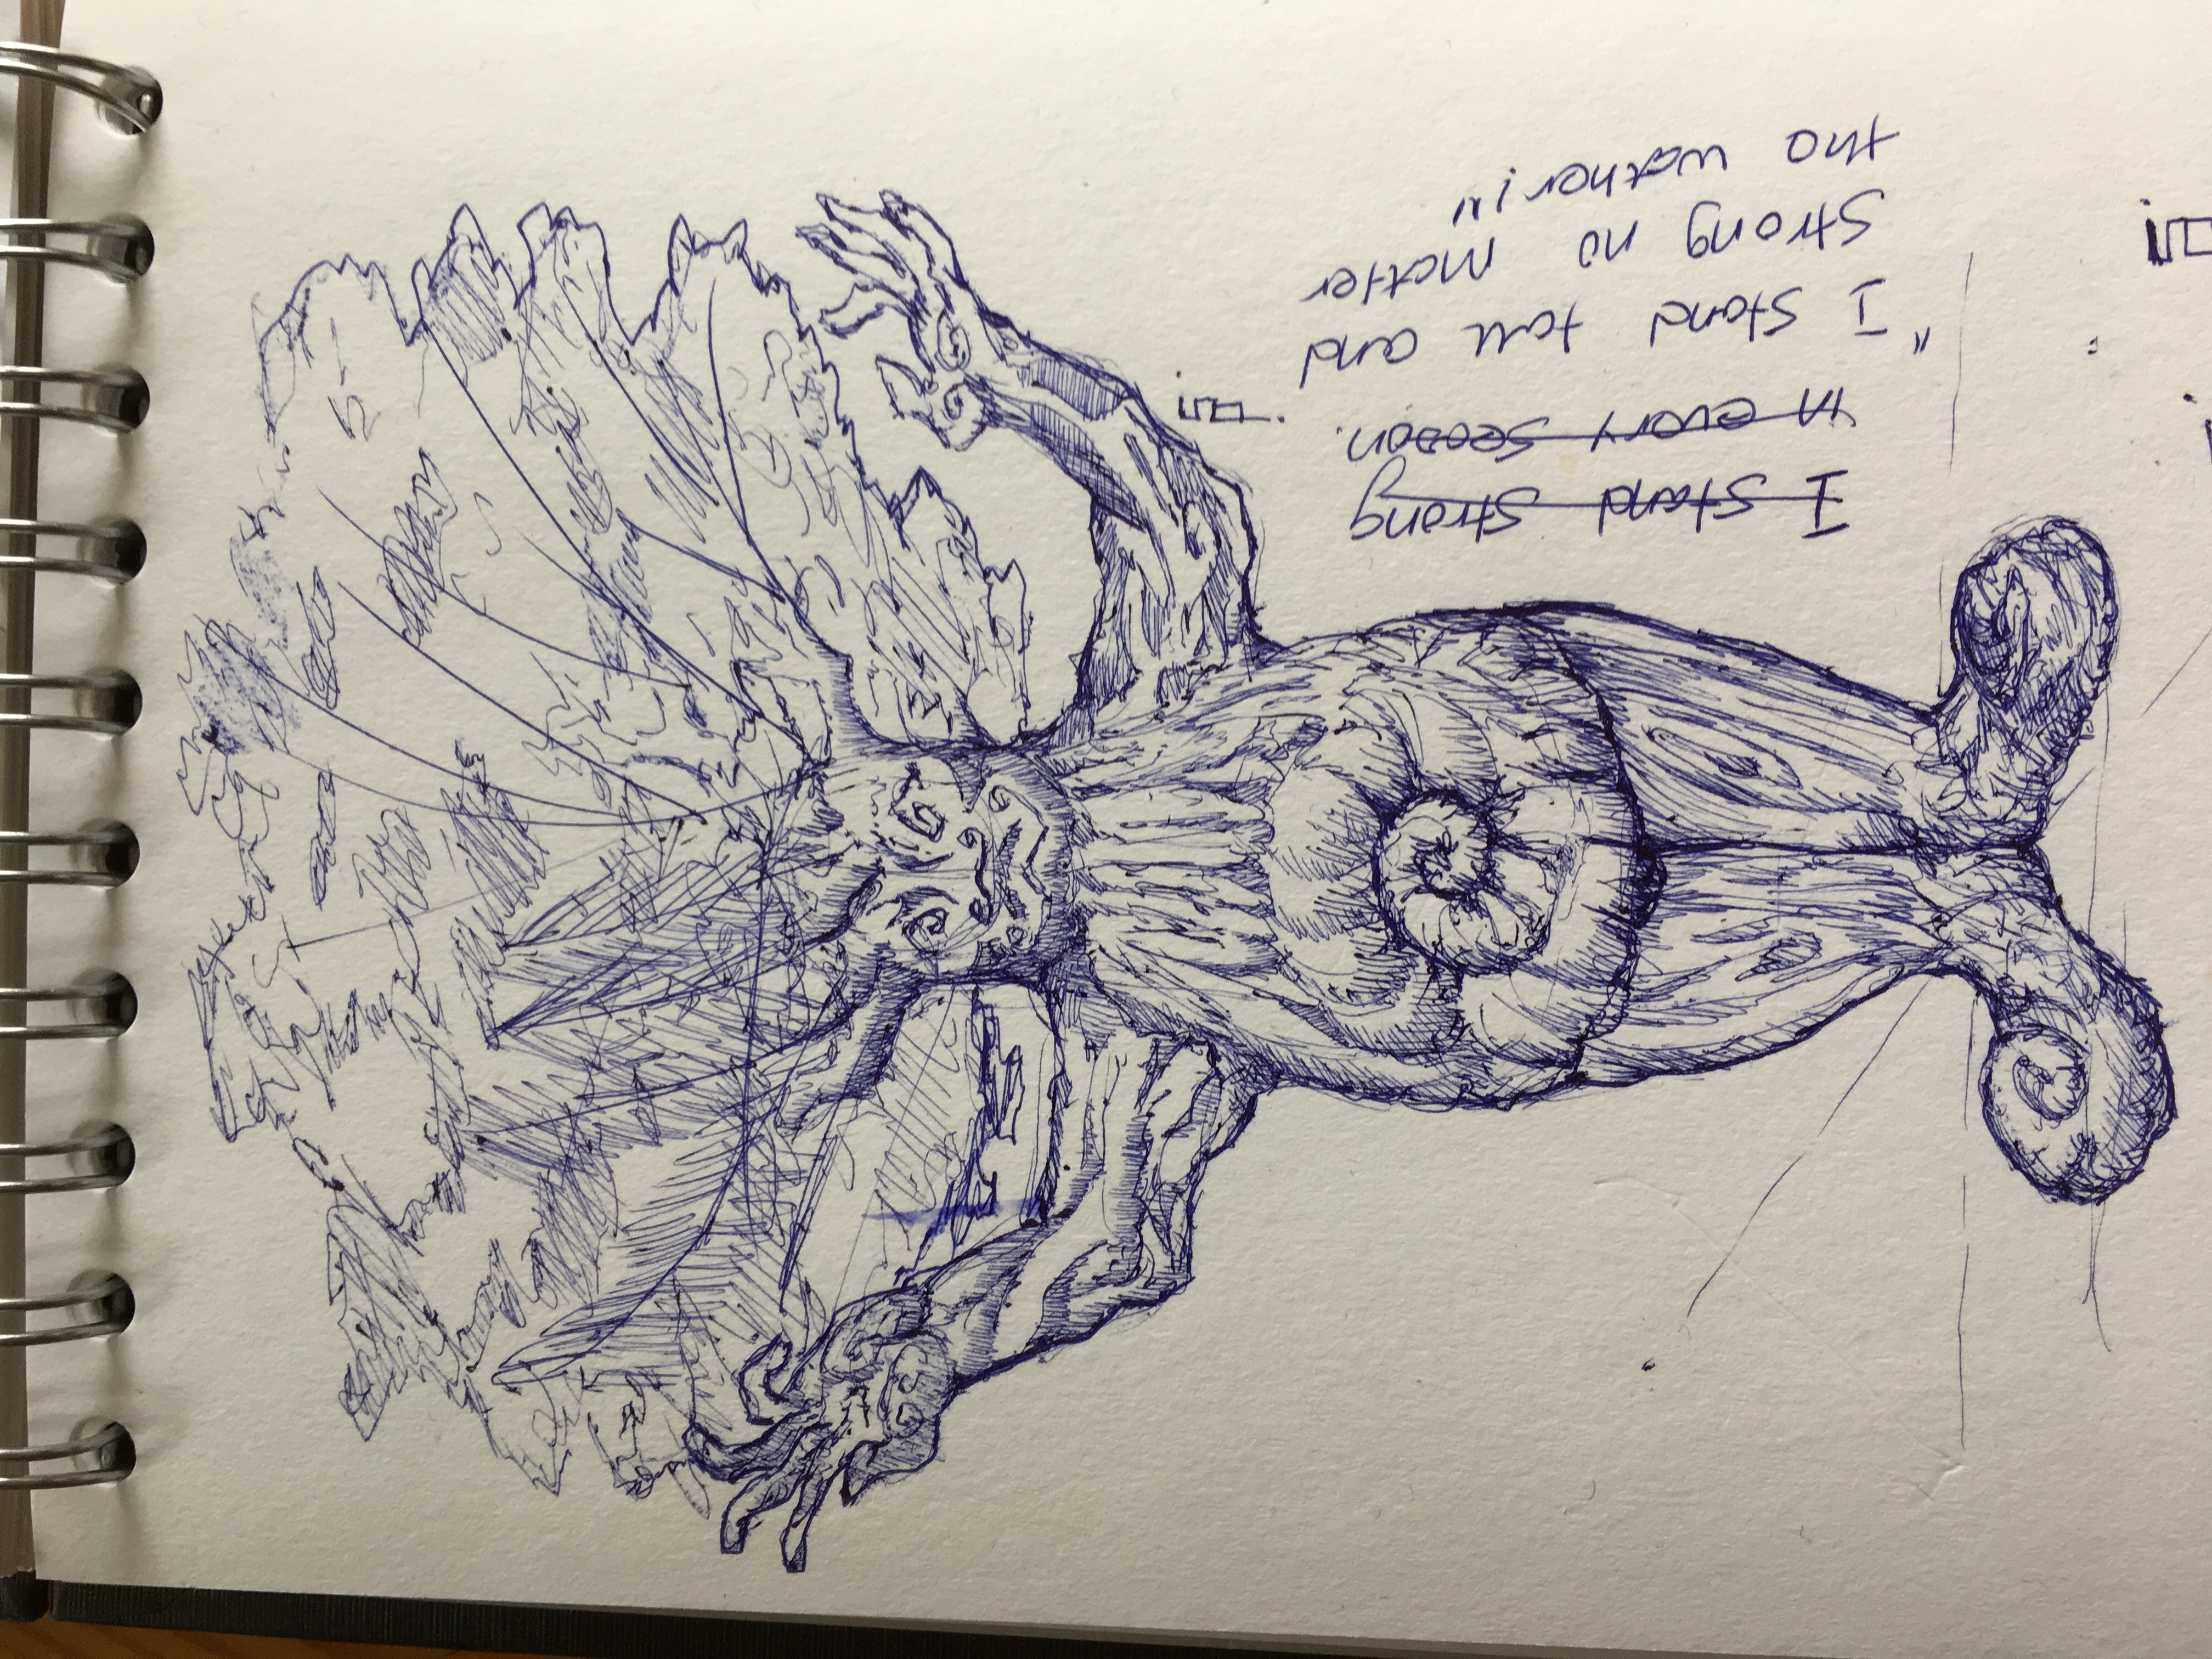 I Stand Strong
in every Season.
"I Stand tall and
Strong no matter
the wather!"